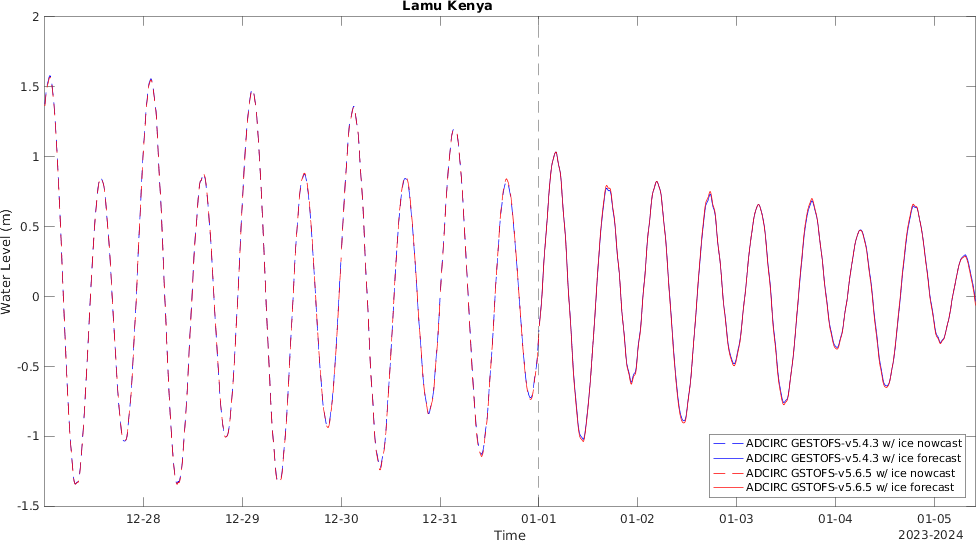 Lamu Kenya
2
1.5
1
0.5
0
-0.5
-1
-1.5
Water Level (m)
12-28
12-29
12-30
12-31
01-01
01-02
01-03
01-04
01-05
Time
2023-2024
ADCIRC GESTOFS-v5.4.3 w/ ice nowcast
ADCIRC GESTOFS-v5.4.3 w/ ice forecast
ADCIRC GSTOFS-v5.6.5 w/ ice nowcast
ADCIRC GSTOFS-v5.6.5 w/ ice forecast